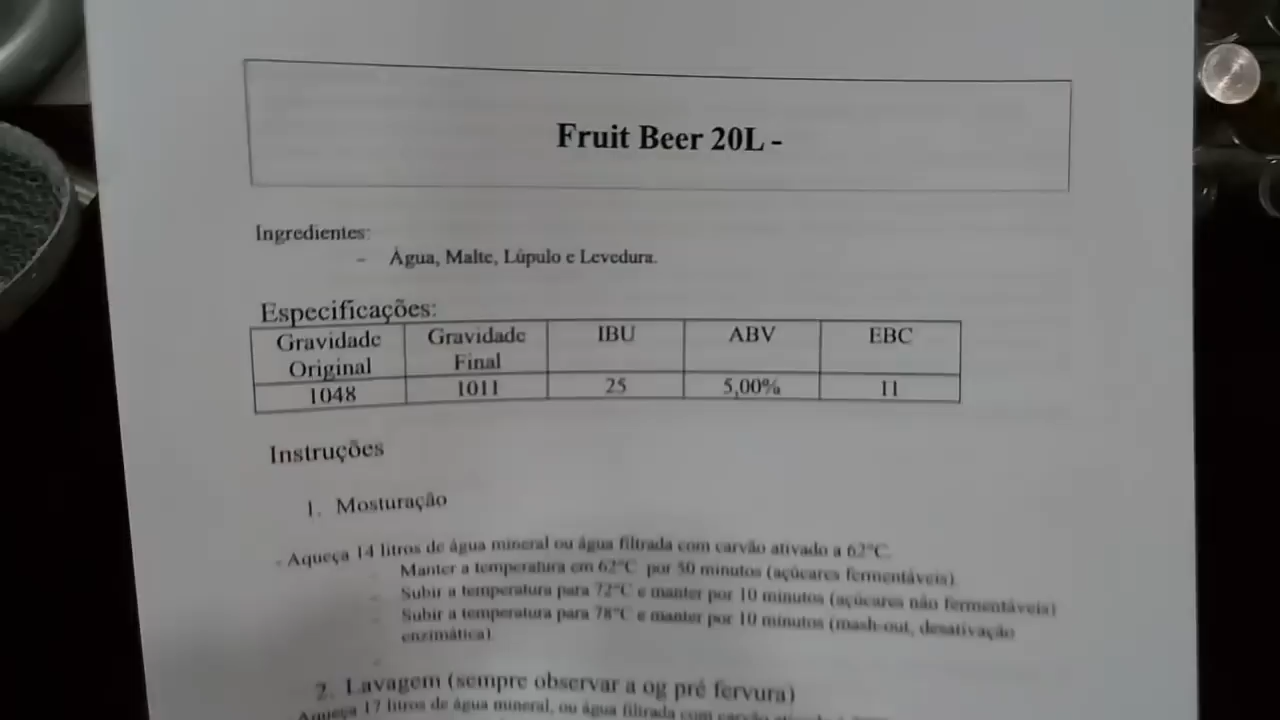 Fruit Beer 20L -
Ingredientes:
- Água, Malte, Lúpulo e Levedura.
Especificações:
Gravidade Original	Gravidade Final	IBU	ABV	EBC
1048	1011	25	5,00%	11
Instruções
1. Mosturação
- Aqueça 14 litros de água mineral ou água filtrada com carvão ativado a 62°C.
Manter a temperatura em 62°C por 50 minutos (açúcares fermentáveis)
- Subir a temperatura para 72°C e manter por 10 minutos (açúcares não fermentáveis)
- Subir a temperatura para 78°C e manter por 10 minutos (mash-out, desativação
enzimática)
-
2. Lavagem (sempre observar a og pré fervura)
Aqueça 17 litros de água mineral, ou água filtrada com carvão